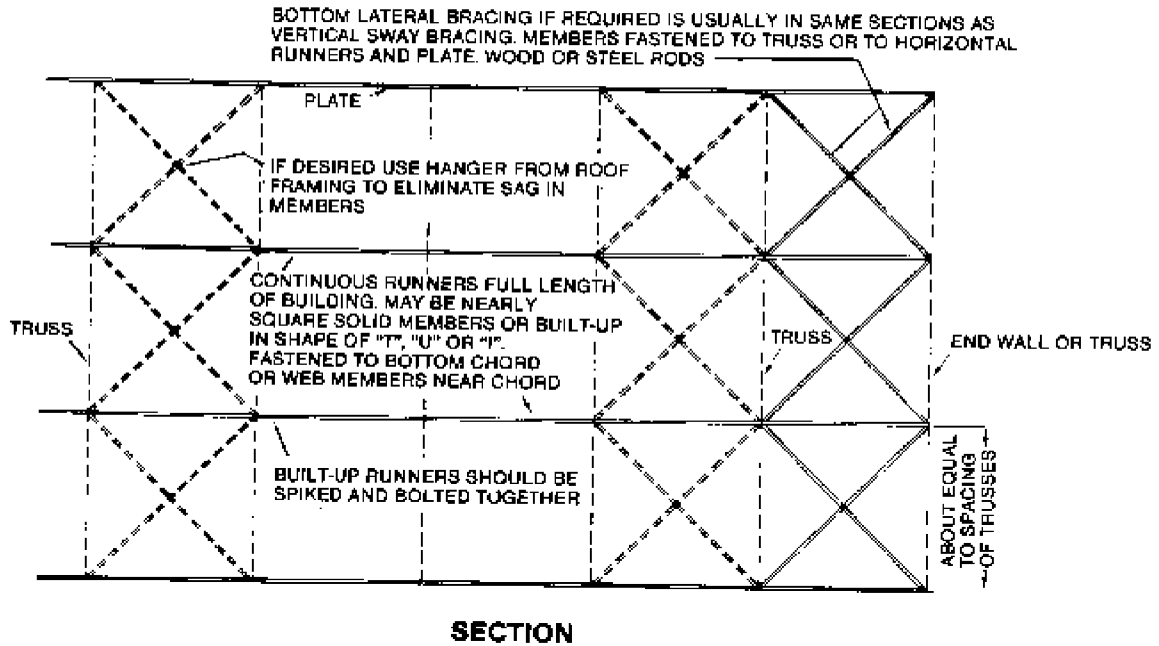 BOTTOM LATERAL BRACING IF REQUIRED IS USUALLY IN SAME SECTIONS AS
VERTICAL SWAY BRACING. MEMBERS FASTENED TO TRUSS OR TO HORIZONTAL
RUNNERS AND PLATE. WOOD OR STEEL RODS
PLATE
IF DESIRED USE HANGER FROM ROOF
FRAMING TO ELIMINATE SAG IN
MEMBERS
CONTINUOUS RUNNERS FULL LENGTH
OF BUILDING. MAY BE NEARLY
SQUARE SOLID MEMBERS OR BUILT-UP
IN SHAPE OF "T", "U" OR "I".
FASTENED TO BOTTOM CHORD
OR WEB MEMBERS NEAR CHORD
TRUSS
TRUSS
END WALL OR TRUSS
BUILT-UP RUNNERS SHOULD BE
SPIKED AND BOLTED TOGETHER
ABOUT EQUAL
TO SPACING
OF TRUSSES
SECTION